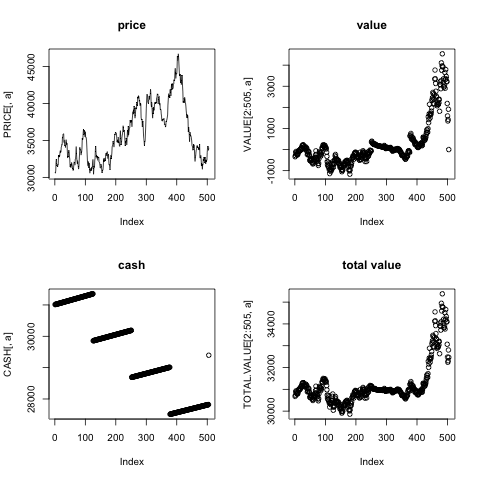 price
PRICE[, a]
30000 35000 40000 45000
0 100 200 300 400 500
Index
value
VALUE[2:505, a]
-1000 1000 3000
0 100 200 300 400 500
Index
cash
CASH[, a]
28000 30000
0 100 200 300 400 500
Index
total value
TOTAL.VALUE[2:505, a]
30000 32000 34000
0 100 200 300 400 500
Index